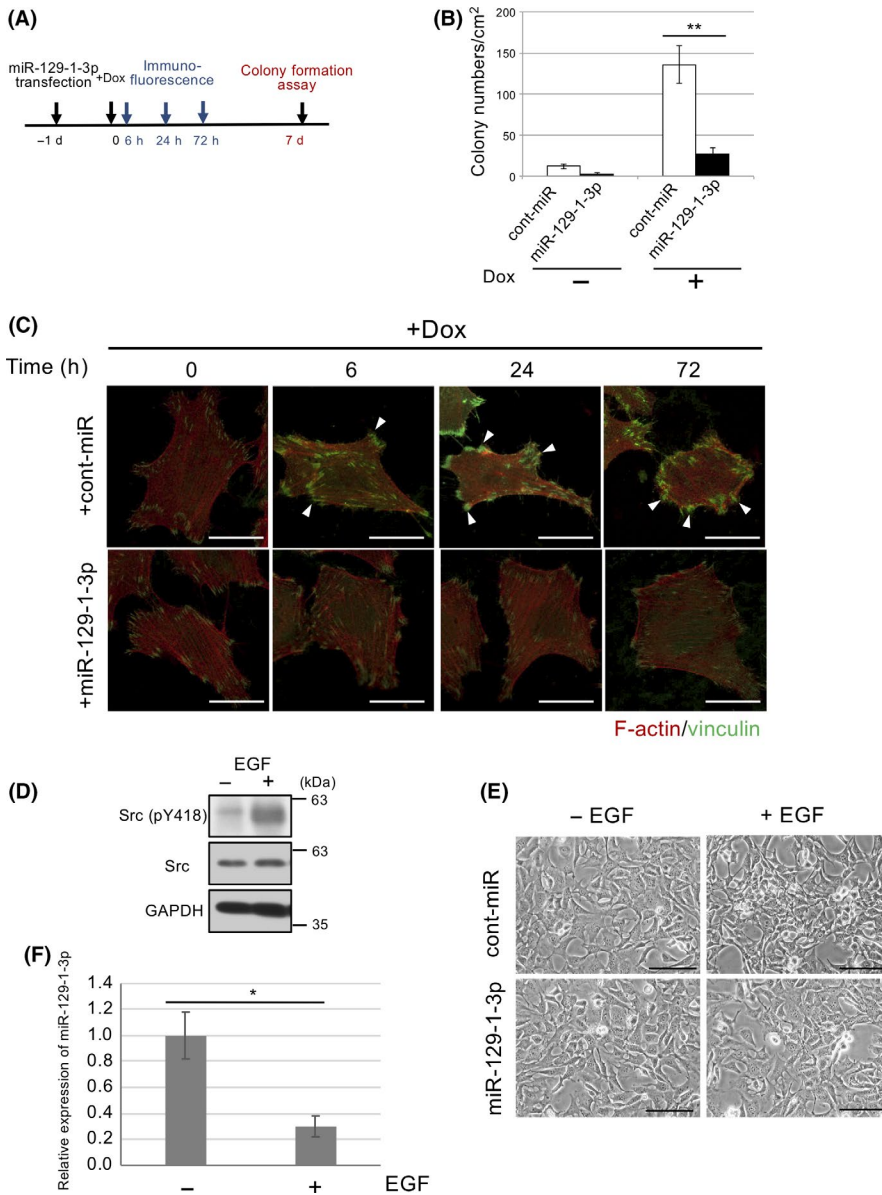 (A)
miR-129-1-3p
transfection
+Dox
Immuno-
fluorescence
Colony formation
assay
–1 d
0
6 h
24 h
72 h
7 d
(B)
Colony numbers/cm2
200
150
100
50
0
**
cont-miR
miR-129-1-3p
cont-miR
miR-129-1-3p
Dox
–
+
(C)
+Dox
Time (h)
0
6
24
72
+cont-miR
+miR-129-1-3p
F-actin/vinculin
(D)
EGF
– + (kDa)
Src (pY418)
63
Src
63
GAPDH
35
(E)
– EGF
+ EGF
cont-miR
miR-129-1-3p
(F)
Relative expression of miR-129-1-3p
1.4
1.2
1.0
0.8
0.6
0.4
0.2
0.0
*
– + EGF